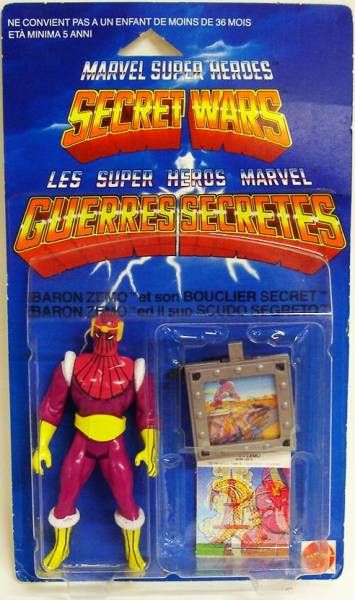 NE CONVIENT PAS A UN ENFANT DE MOINS DE 36 MOIS
ETÀ MINIMA 5 ANNI
MARVEL SUPER HEROES
SECRET WARS
LES SUPER HEROS MARVEL
GUERRES SECRETES
BARON ZEMO™ et son BOUCLIER SECRET™
BARON ZEMO™ ed il suo SCUDO SEGRETO™